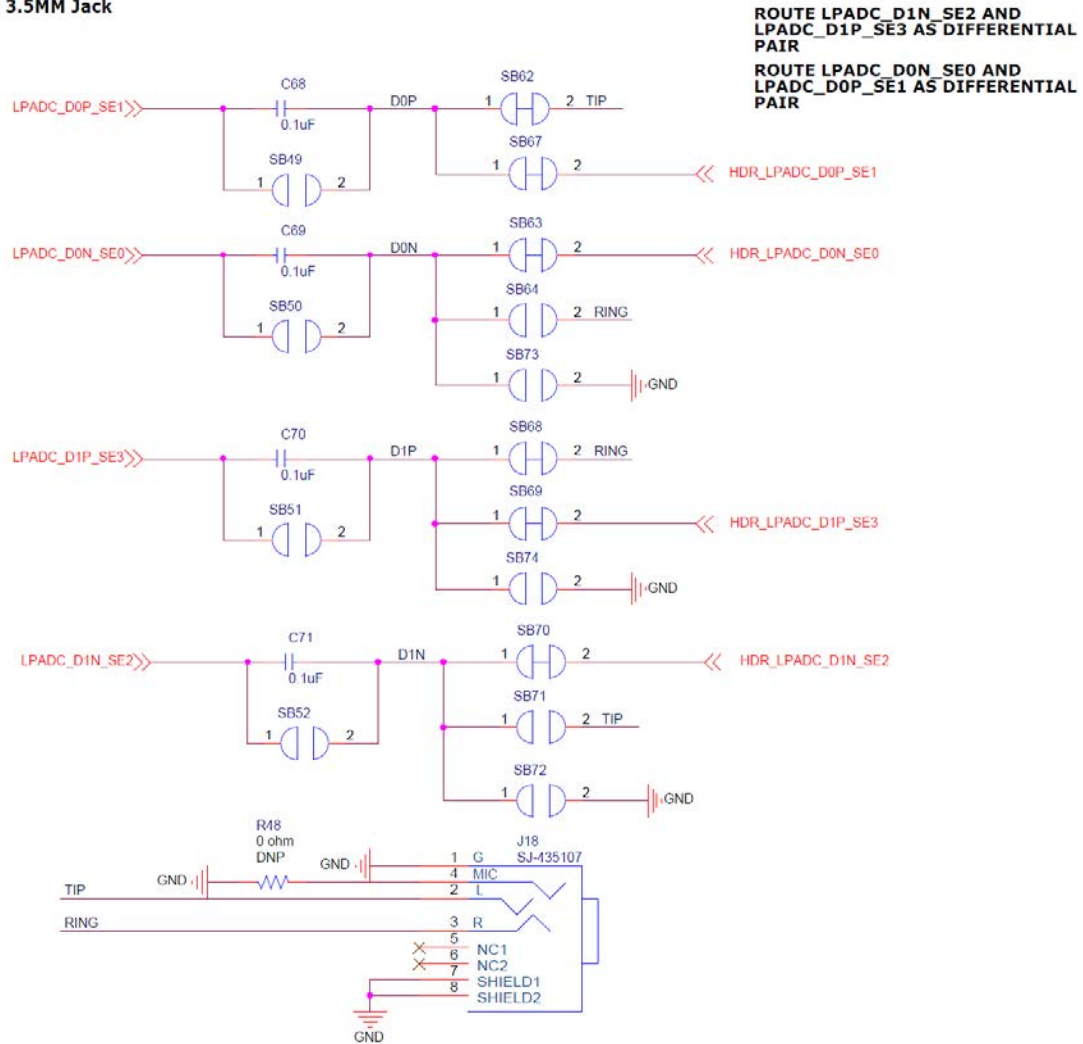 3.5MM Jack
ROUTE LPADC_D1N_SE2 AND
LPADC_D1P_SE3 AS DIFFERENTIAL
PAIR
ROUTE LPADC_D0N_SE0 AND
LPADC_D0P_SE1 AS DIFFERENTIAL
PAIR
C68
SB62
LPADC_D0P_SE1
D0P
1
2
TIP
0.1uF
SB49
SB67
1
2
1
2
HDR_LPADC_D0P_SE1
C69
SB63
LPADC_D0N_SE0
D0N
1
2
HDR_LPADC_D0N_SE0
0.1uF
SB50
SB64
1
2
1
2
RING
SB73
1
2
GND
C70
SB68
LPADC_D1P_SE3
D1P
1
2
RING
0.1uF
SB51
SB69
1
2
1
2
HDR_LPADC_D1P_SE3
SB74
1
2
GND
C71
SB70
LPADC_D1N_SE2
D1N
1
2
HDR_LPADC_D1N_SE2
0.1uF
SB52
SB71
1
2
1
2
TIP
SB72
1
2
GND
R48
0 ohm
DNP
J18
SJ-435107
GND
1
G
GND
4
MIC
TIP
2
L
RING
3
R
5
NC1
6
NC2
7
SHIELD1
8
SHIELD2
GND